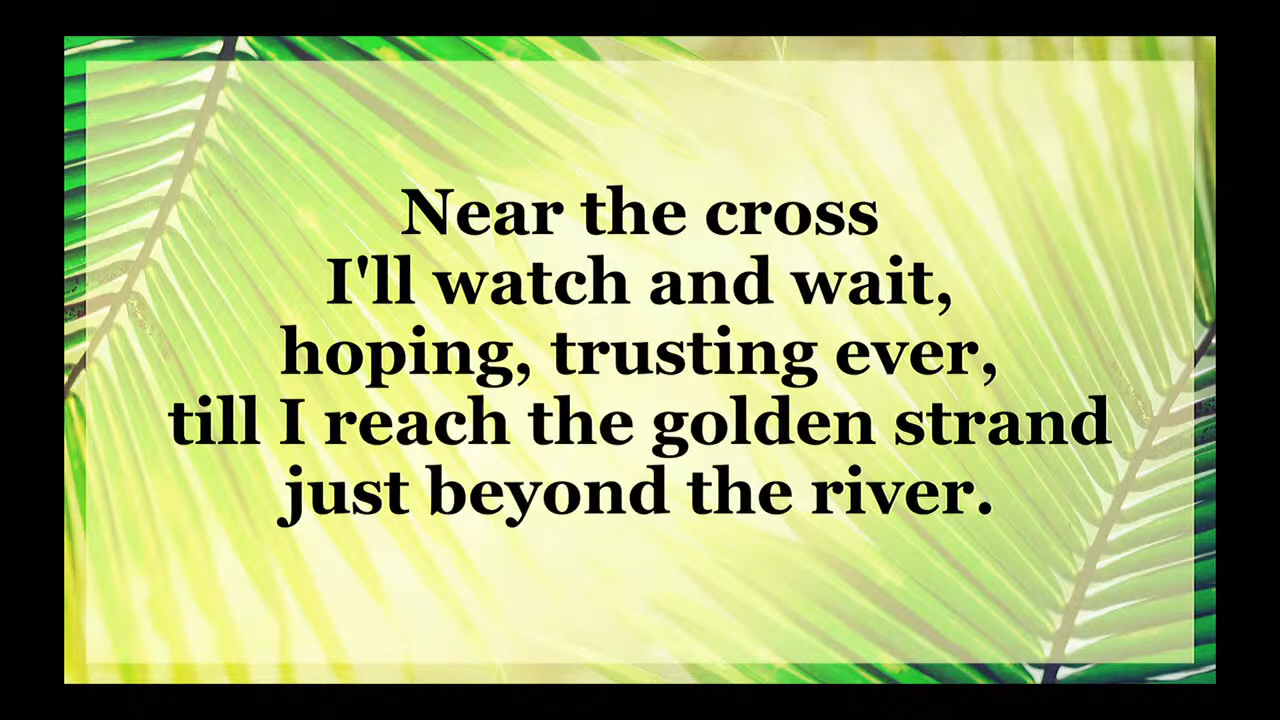 Near the cross
I'll watch and wait,
hoping, trusting ever,
till I reach the golden strand
just beyond the river.